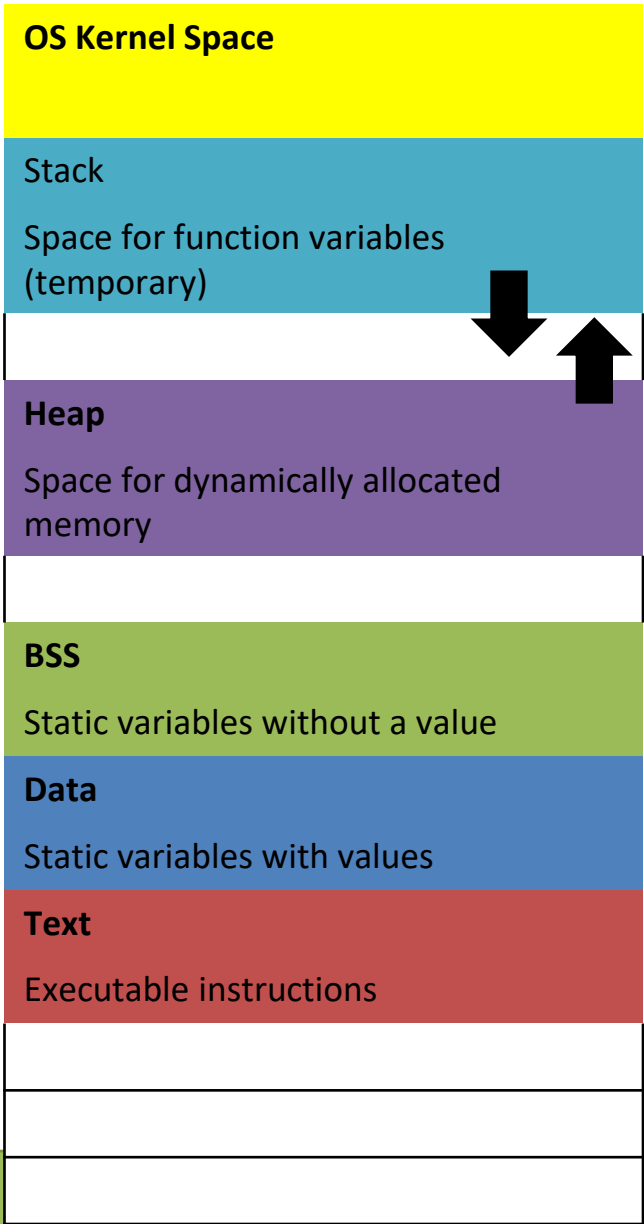 OS Kernel Space
Stack
Space for function variables
(temporary)
Heap
Space for dynamically allocated
memory
BSS
Static variables without a value
Data
Static variables with values
Text
Executable instructions